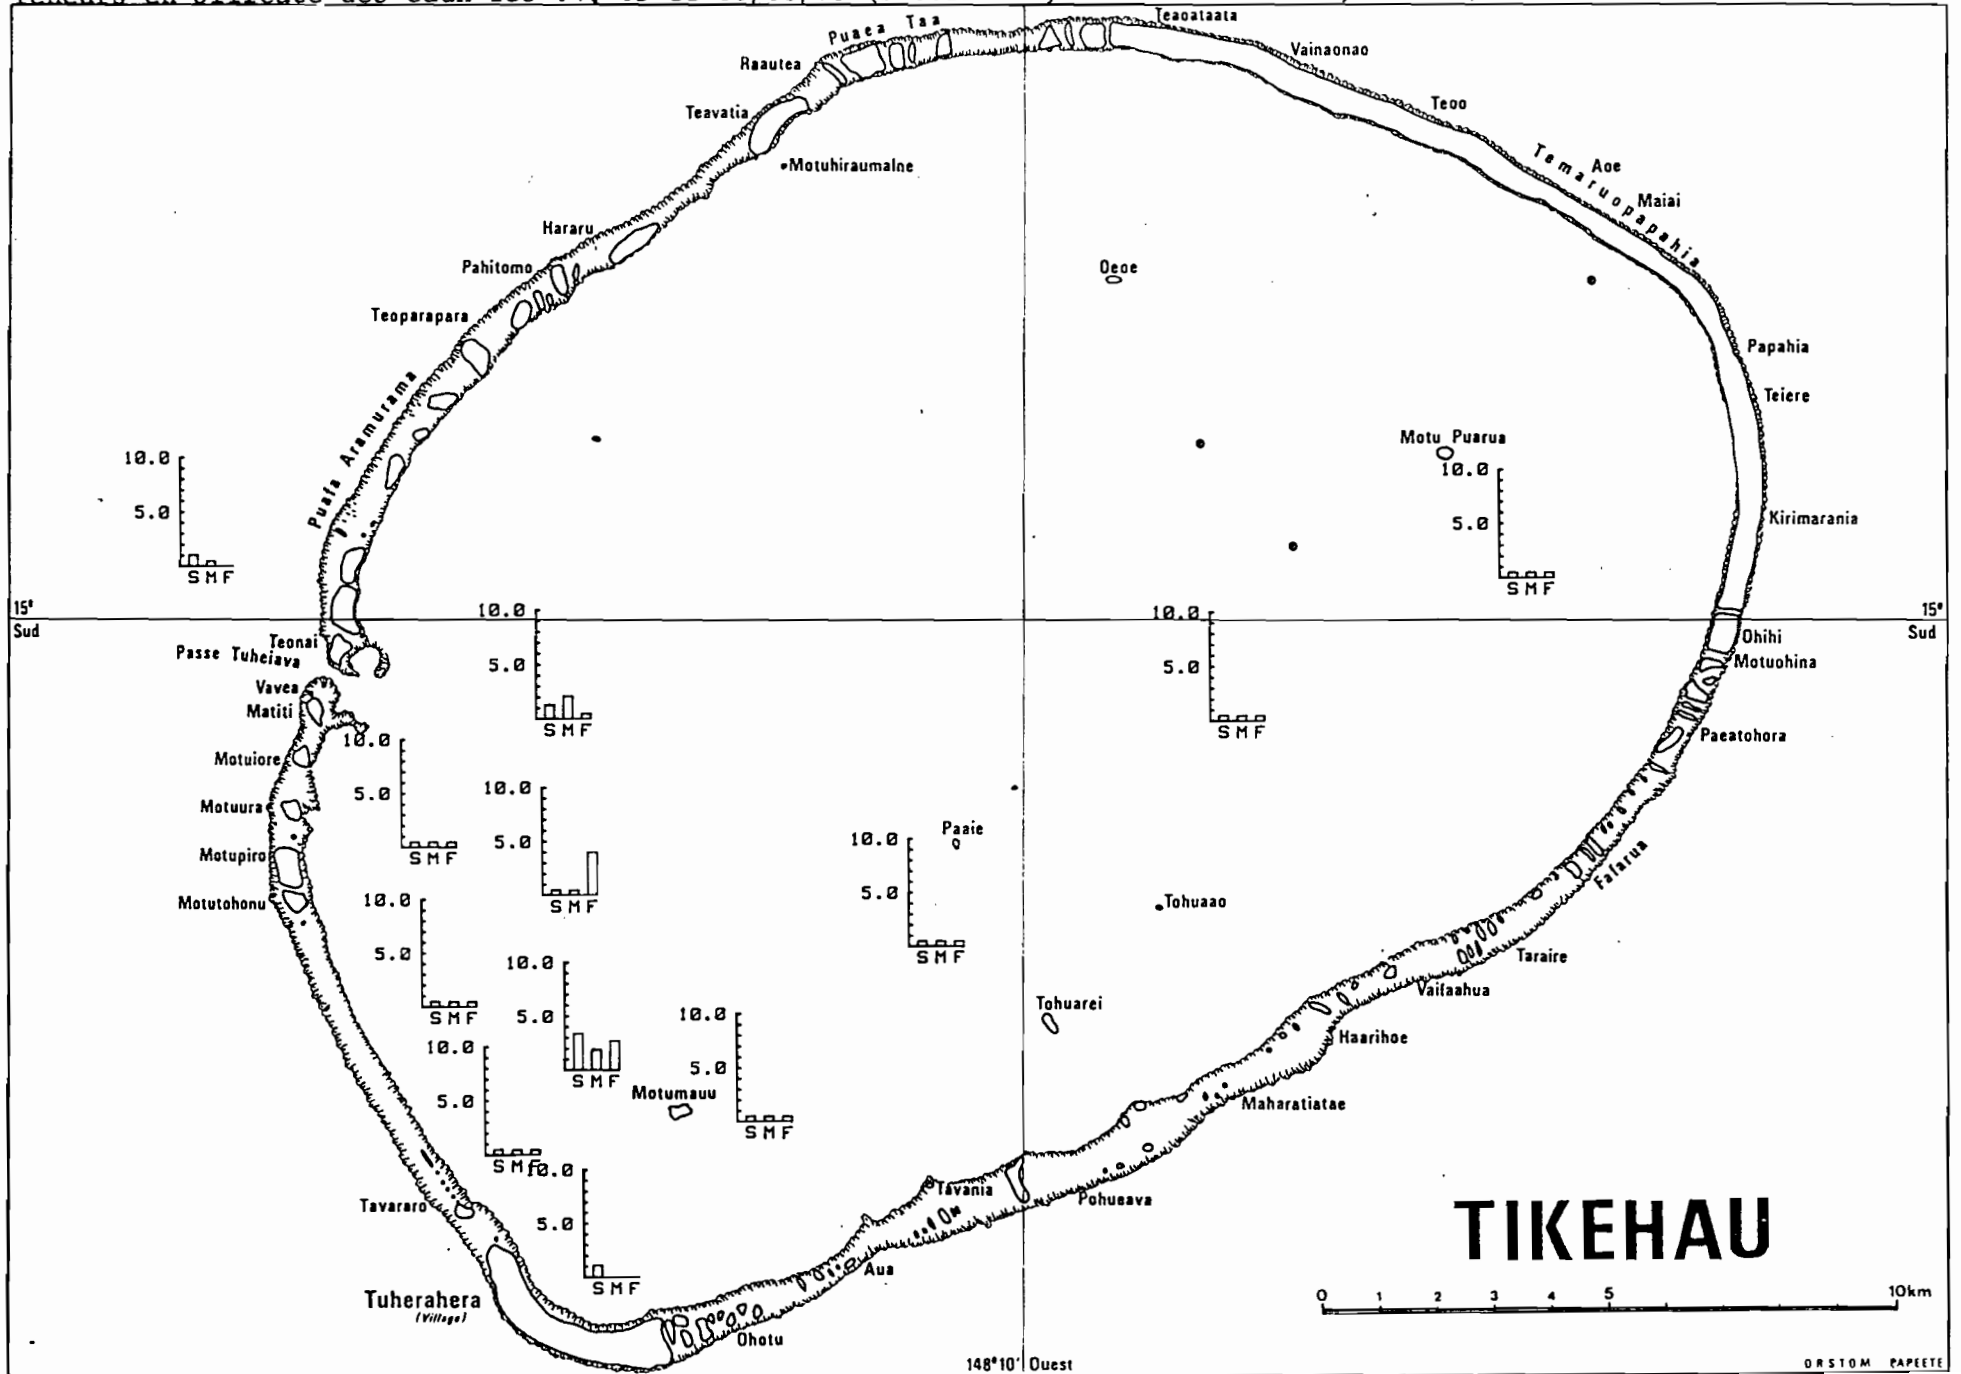 Teaoataata
Puaea Taa
Vainaonao
Raautea
Teavatia
Teoo
Temaruopapahia
Aoe
Motuhiraumaine
Maiai
Hararu
Pahitomo
Oeoe
Teoparapara
Papahia
Puafa Aramurama
Teiere
Motu Puarua
10.0
5.0
S M F
10.0
5.0
S M F
Kirimarania
15°
Sud
15°
Sud
10.0
5.0
S M F
10.0
5.0
S M F
Teonai
Passe Tuheiava
Ohihi
Motuohina
Vavea
Matiti
Paeatohora
Motuiore
10.0
5.0
S M F
Motuura
10.0
5.0
S M F
Motupiro
Paaie
10.0
5.0
S M F
Fafarua
Motutohonu
10.0
5.0
S M F
Tohuaao
Taraire
10.0
5.0
S M F
Vaifaahua
Tohuarei
Haarihoe
10.0
5.0
S M F
10.0
5.0
S M F
Motumauu
Maharatiatae
Tavararo
10.0
5.0
S M F
Tavania
Pohueava
Aua
TIKEHAU
Tuherahera
(Village)
0 1 2 3 4 5 10km
Ohotu
148°10' Ouest
ORSTOM PAPEETE